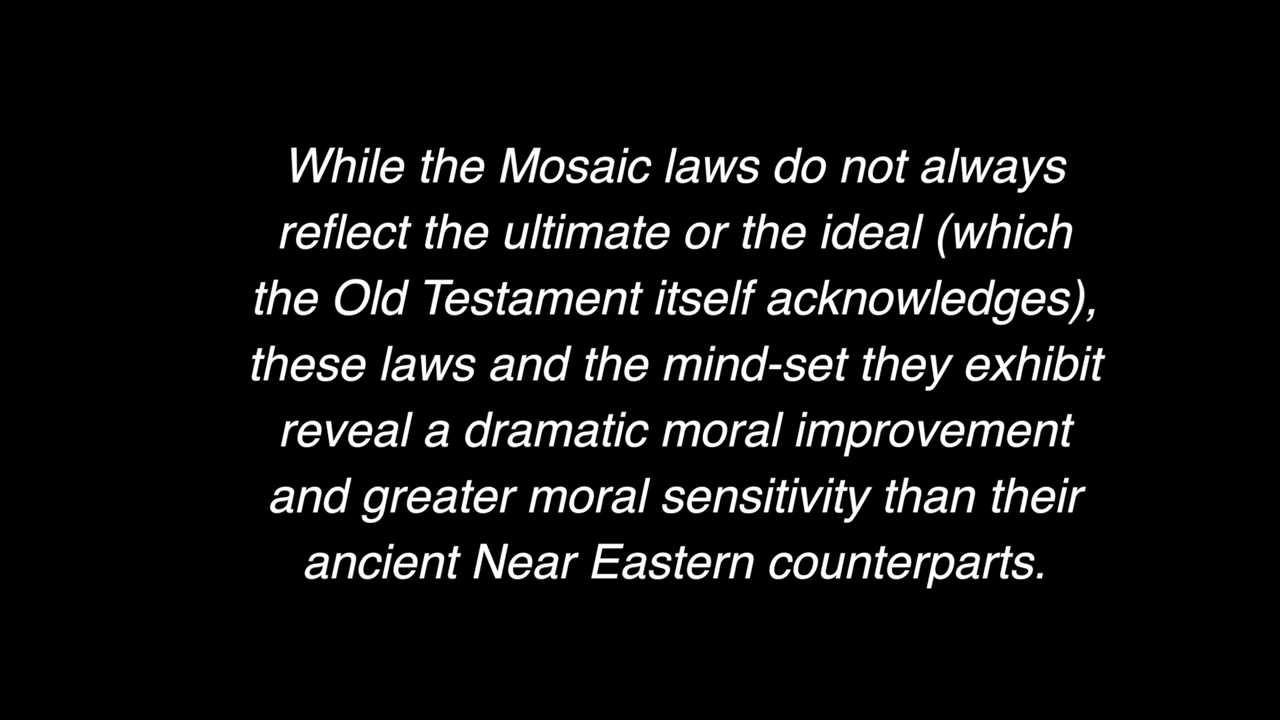 While the Mosaic laws do not always
reflect the ultimate or the ideal (which
the Old Testament itself acknowledges),
these laws and the mind-set they exhibit
reveal a dramatic moral improvement
and greater moral sensitivity than their
ancient Near Eastern counterparts.